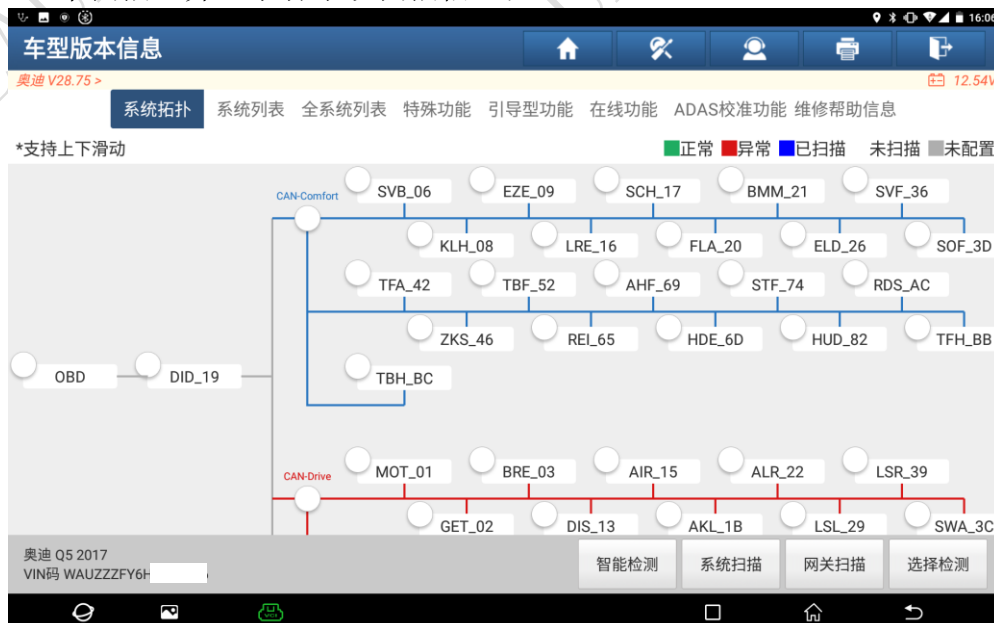 16:06
车型版本信息
奥迪 V28.75 >
12.54V
系统拓扑 系统列表 全系统列表 特殊功能 引导型功能 在线功能 ADAS校准功能 维修帮助信息
*支持上下滑动
正常 异常 已扫描 未扫描 未配置
CAN-Comfort
SVB_06 EZE_09 SCH_17 BMM_21 SVF_36
KLH_08 LRE_16 FLA_20 ELD_26 SOF_3D
TFA_42 TBF_52 AHF_69 STF_74 RDS_AC
ZKS_46 REI_65 HDE_6D HUD_82 TFH_BB
OBD DID_19 TBH_BC
CAN-Drive
MOT_01 BRE_03 AIR_15 ALR_22 LSR_39
GET_02 DIS_13 AKL_1B LSL_29 SWA_3C
奥迪 Q5 2017
VIN码 WAUZZZFY6H
智能检测 系统扫描 网关扫描 选择检测